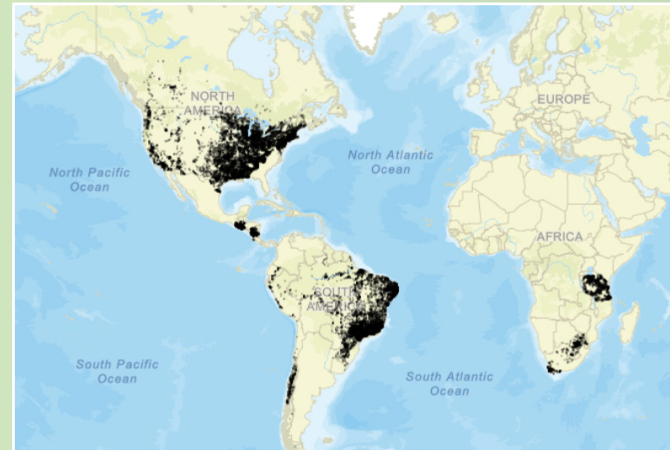 NORTH
AMERICA
EUROPE
North Atlantic
Ocean
North Pacific
Ocean
AFRICA
SOUTH
AMERICA
South Pacific
Ocean
South Atlantic
Ocean